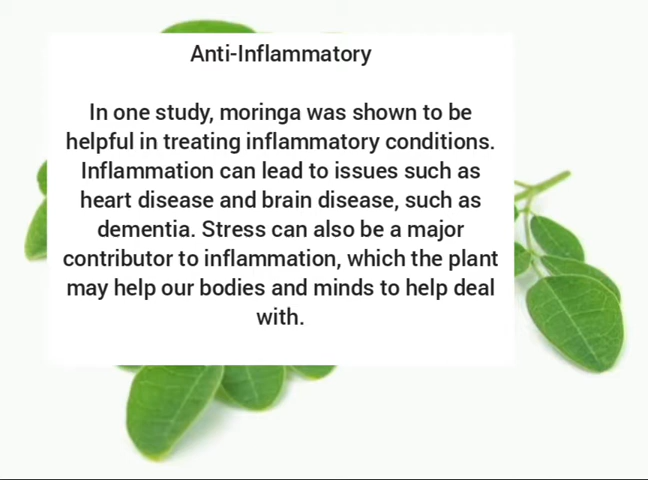 Anti-Inflammatory
In one study, moringa was shown to be
helpful in treating inflammatory conditions.
Inflammation can lead to issues such as
heart disease and brain disease, such as
dementia. Stress can also be a major
contributor to inflammation, which the plant
may help our bodies and minds to help deal
with.